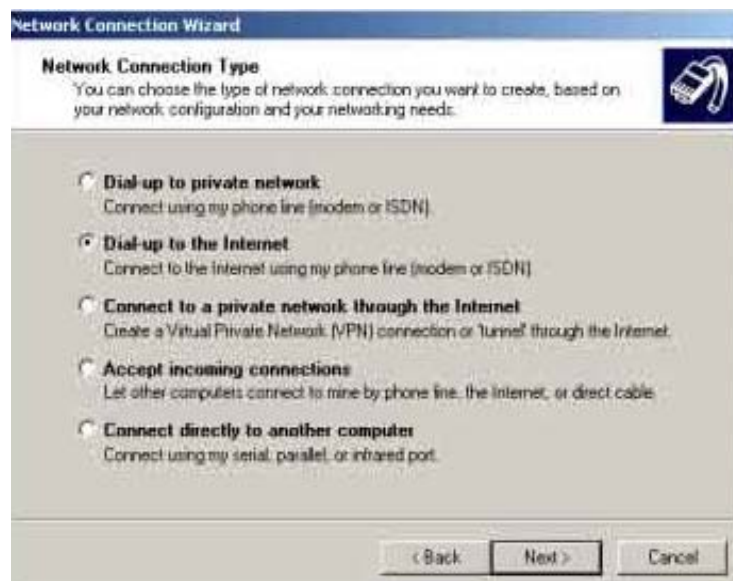 Network Connection Wizard
Network Connection Type
You can choose the type of network connection you want to create, based on
your network configuration and your networking needs.
Dial-up to private network
Connect using my phone line (modem or ISDN).
Dial-up to the Internet
Connect to the Internet using my phone line (modem or ISDN).
Connect to a private network through the Internet
Create a Virtual Private Network (VPN) connection or 'tunnel' through the Internet.
Accept incoming connections
Let other computers connect to mine by phone line, the Internet, or direct cable.
Connect directly to another computer
Connect using my serial, parallel, or infrared port.
< Back
Next >
Cancel